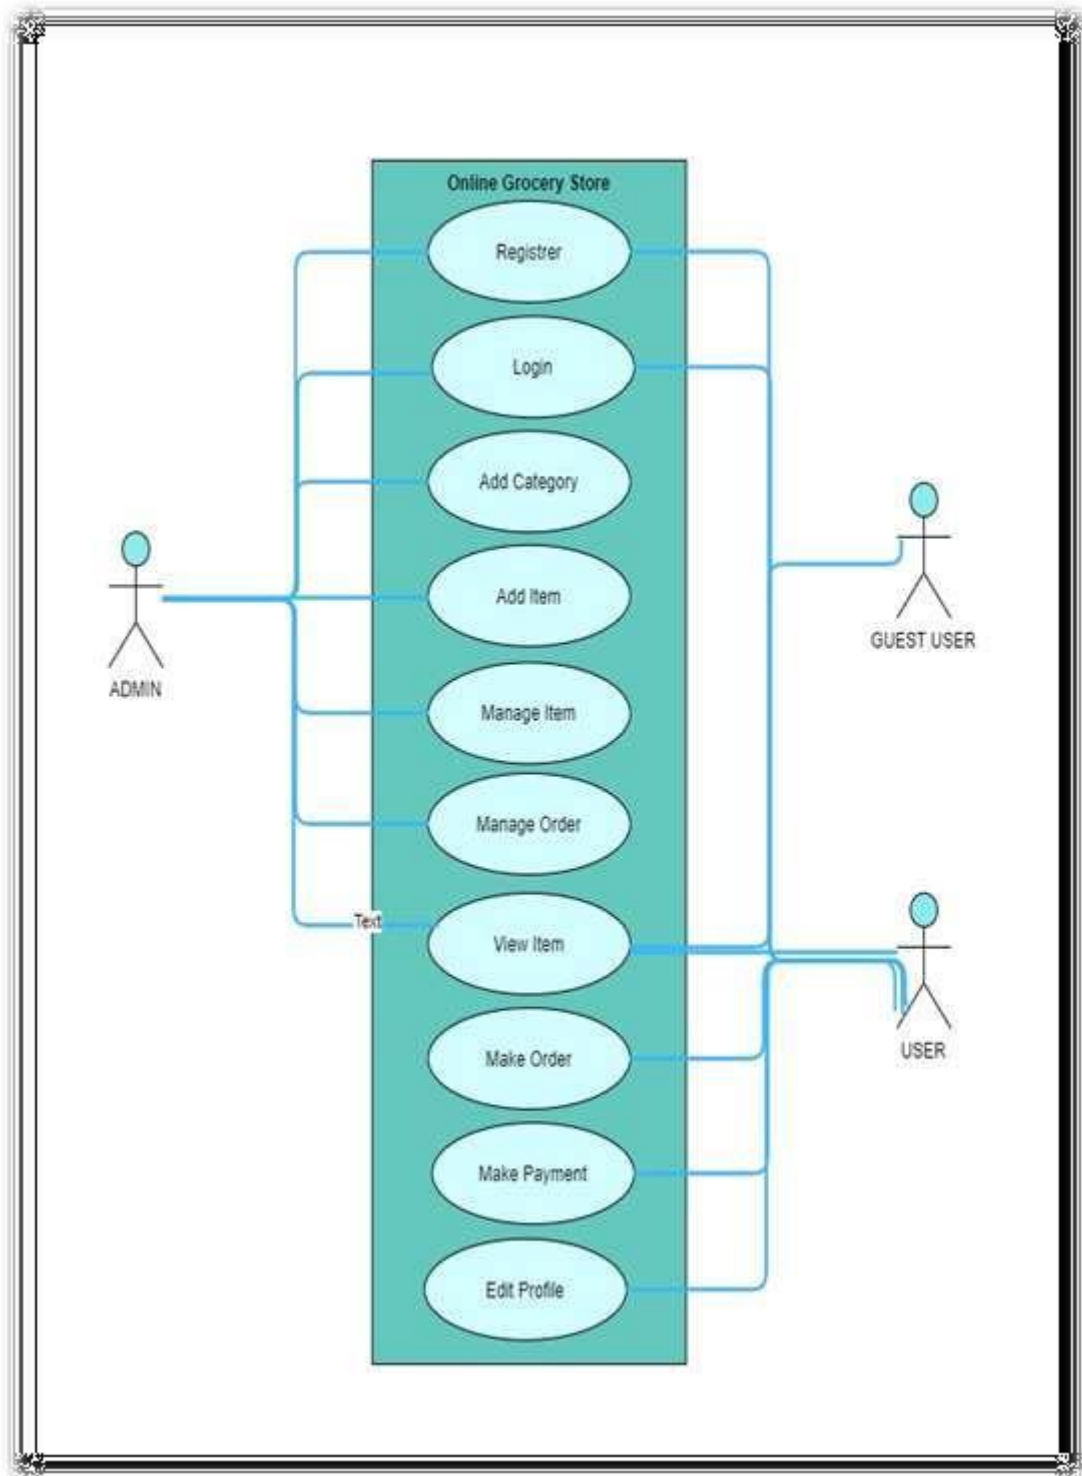 Online Grocery Store
Registrer
Login
Add Category
Add Item
GUEST USER
ADMIN
Manage Item
Manage Order
Text
View Item
USER
Make Order
Make Payment
Edit Profile